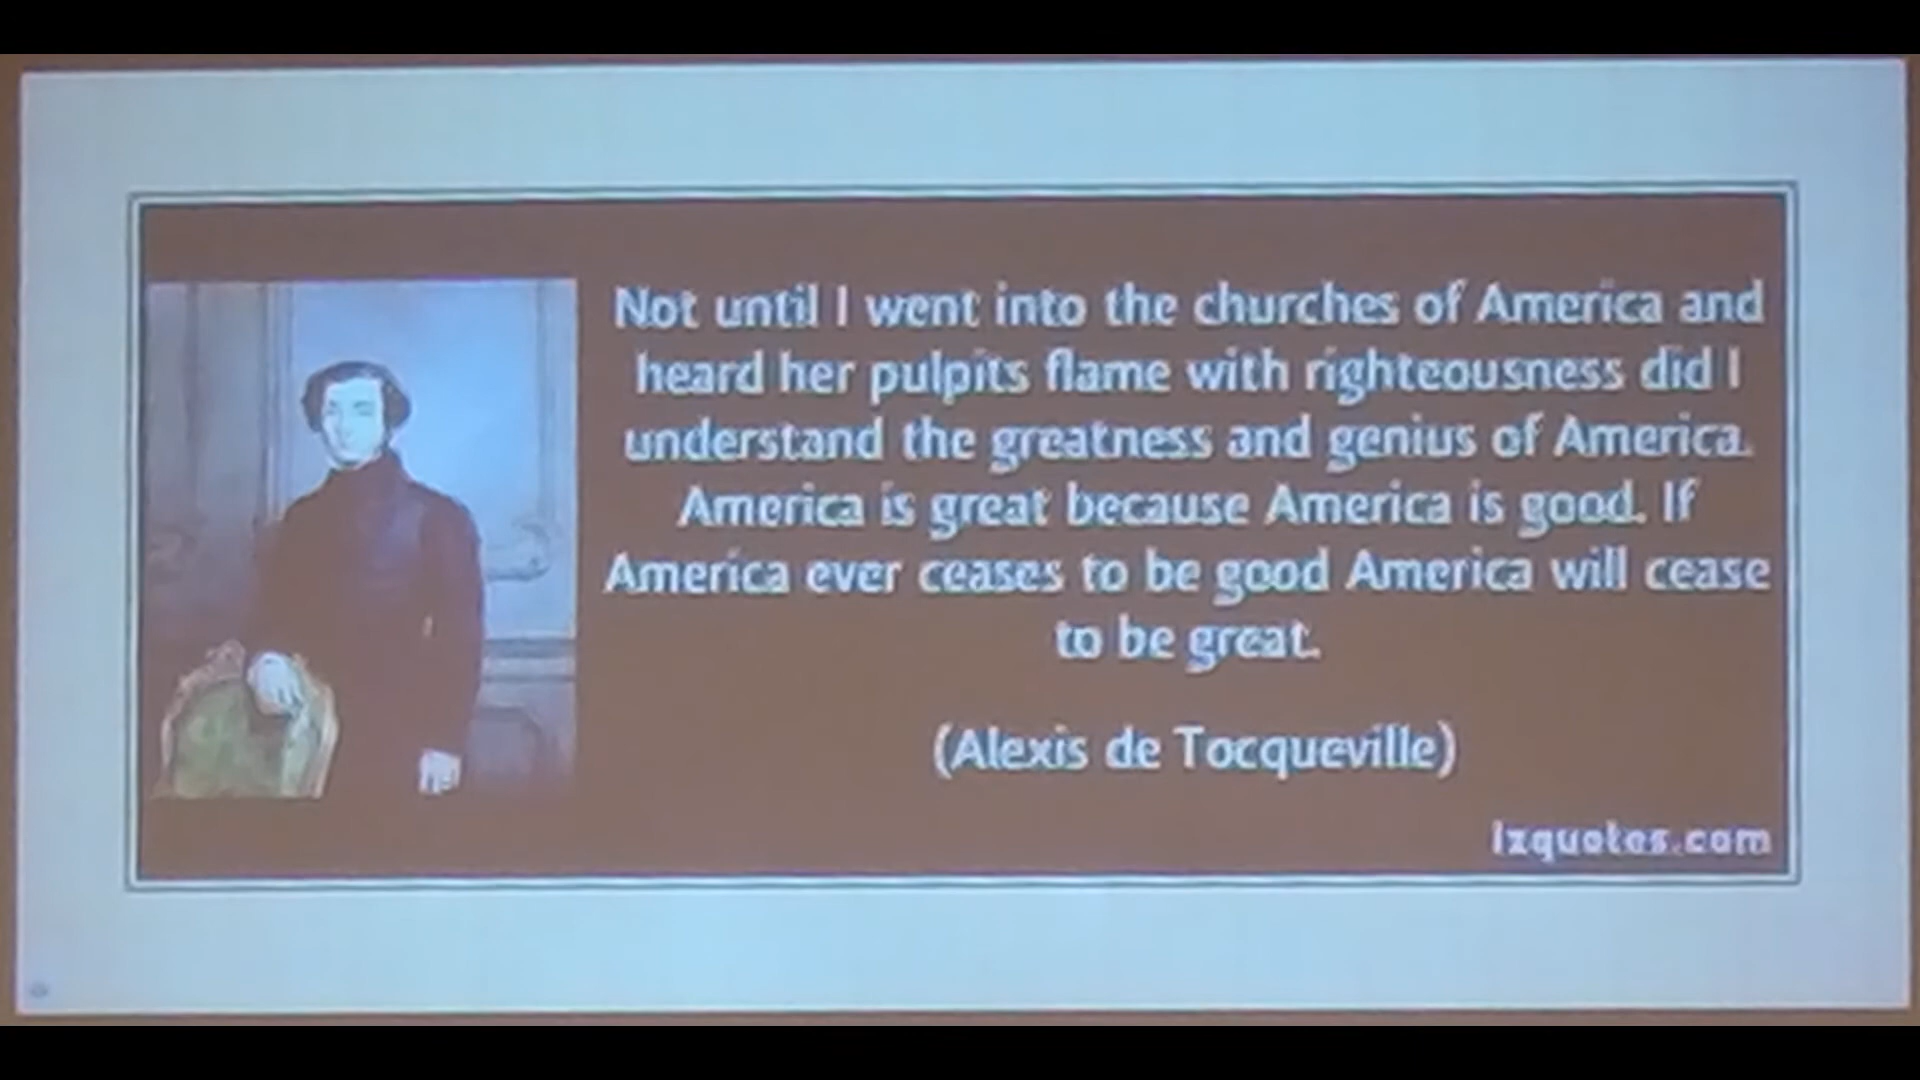 Not until I went into the churches of America and
heard her pulpits flame with righteousness did I
understand the greatness and genius of America.
America is great because America is good. If
America ever ceases to be good America will cease
to be great.
(Alexis de Tocqueville)
izquotes.com